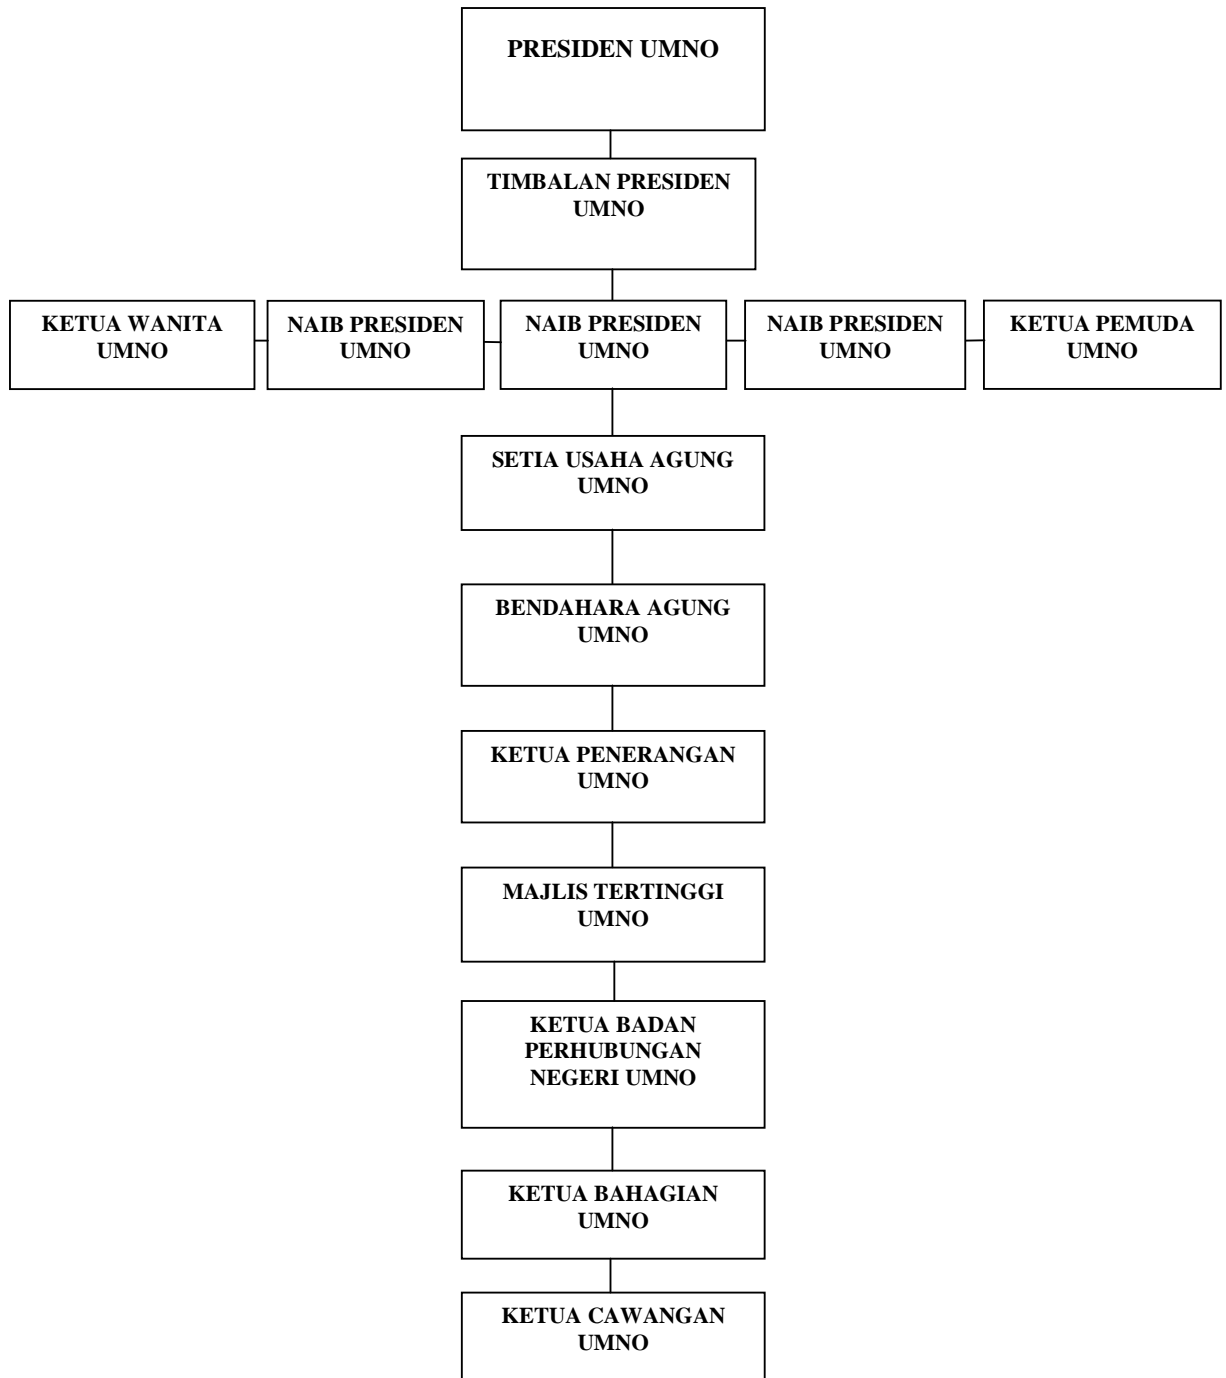 PRESIDEN UMNO
TIMBALAN PRESIDEN
UMNO
KETUA WANITA
UMNO
NAIB PRESIDEN
UMNO
NAIB PRESIDEN
UMNO
NAIB PRESIDEN
UMNO
KETUA PEMUDA
UMNO
SETIA USAHA AGUNG
UMNO
BENDAHARA AGUNG
UMNO
KETUA PENERANGAN
UMNO
MAJLIS TERTINGGI
UMNO
KETUA BADAN
PERHUBUNGAN
NEGERI UMNO
KETUA BAHAGIAN
UMNO
KETUA CAWANGAN
UMNO